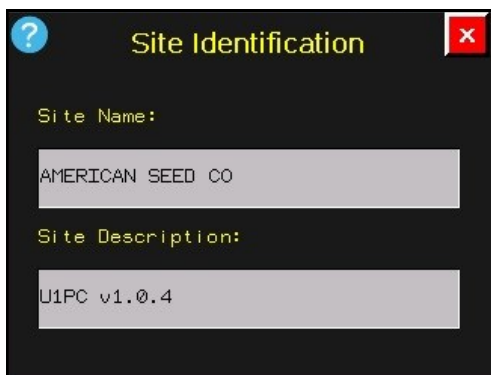 ?
Site Identification
×
Site Name:
AMERICAN SEED CO
Site Description:
U1PC v1.0.4